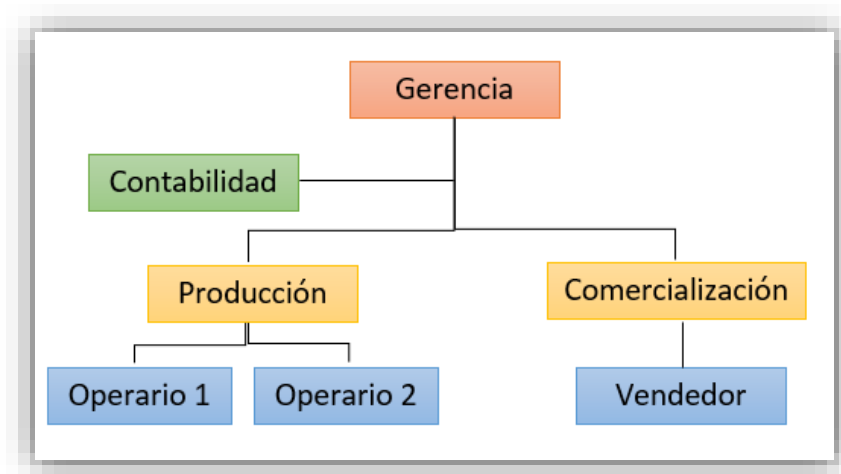 Gerencia
Contabilidad
Producción
Comercialización
Operario 1
Operario 2
Vendedor